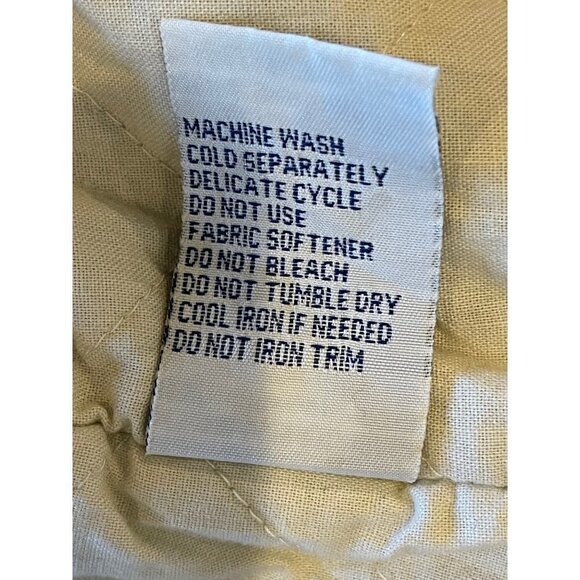 MACHINE WASH
COLD SEPARATELY
DELICATE CYCLE
DO NOT USE
FABRIC SOFTENER
DO NOT BLEACH
DO NOT TUMBLE DRY
COOL IRON IF NEEDED
DO NOT IRON TRIM